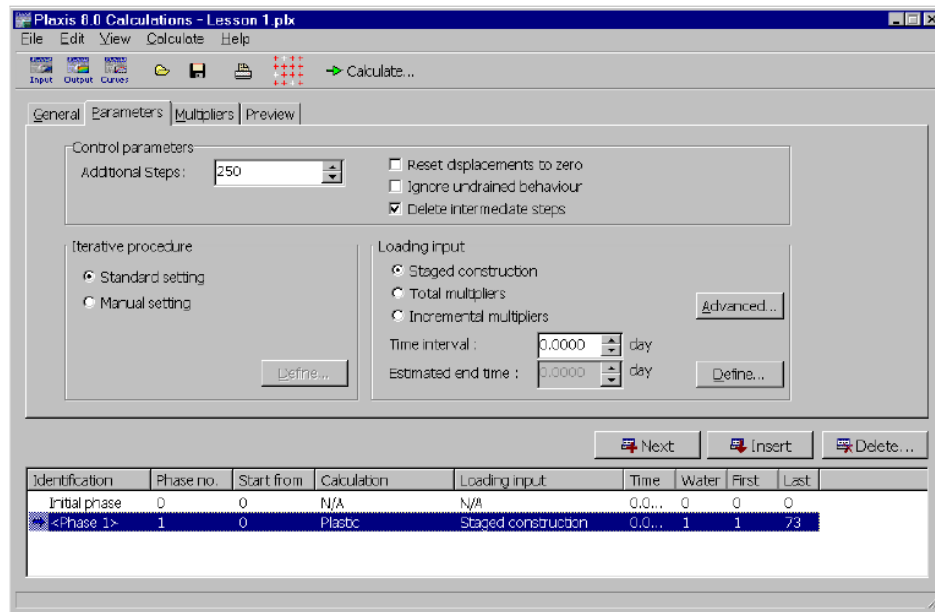 Plaxis 8.0 Calculations - Lesson 1.plx
File Edit View Calculate Help
Input Output Curves Calculate...
General Parameters Multipliers Preview
Control parameters
Additional Steps: 250
Reset displacements to zero
Ignore undrained behaviour
Delete intermediate steps
Iterative procedure
Standard setting
Manual setting
Define...
Loading input
Staged construction
Total multipliers
Incremental multipliers
Advanced...
Time interval : 0.0000 day
Estimated end time : 0.0000 day
Define...
Next Insert Delete...
Identification Phase no. Start from Calculation Loading input Time Water First Last
Initial phase 0 0 N/A N/A 0.0... 0 0 0
<Phase 1> 1 0 Plastic Staged construction 0.0... 1 1 73